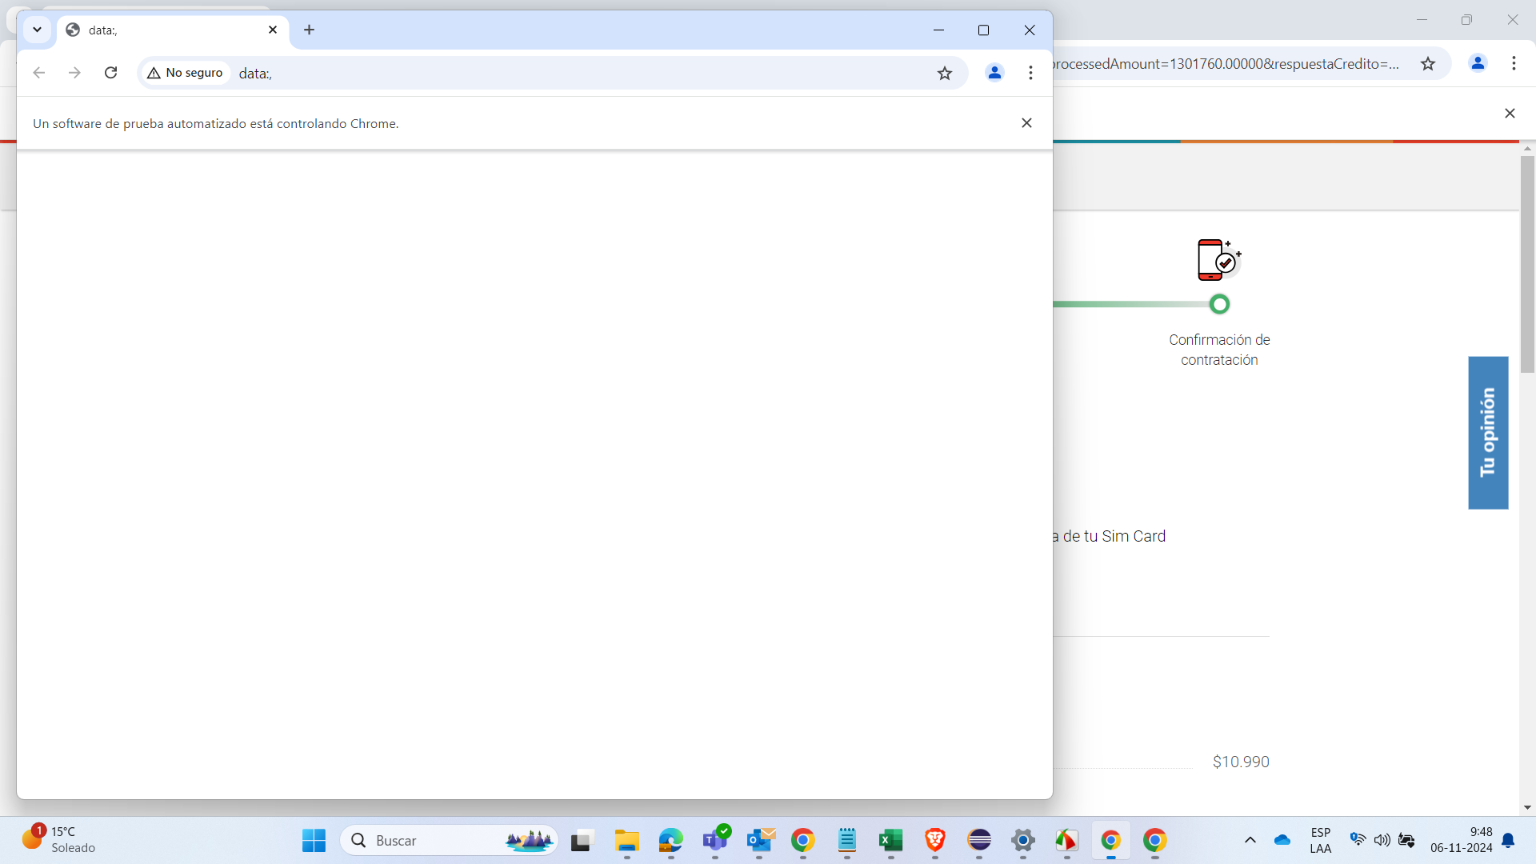 data:,
No seguro
data:,
rocessedAmount=1301760.00000&respuestaCredito=...
Un software de prueba automatizado está controlando Chrome.
Confirmación de
contratación
Tu opinión
a de tu Sim Card
$10.990
1
15°C
Soleado
Buscar
ESP
LAA
9:48
06-11-2024